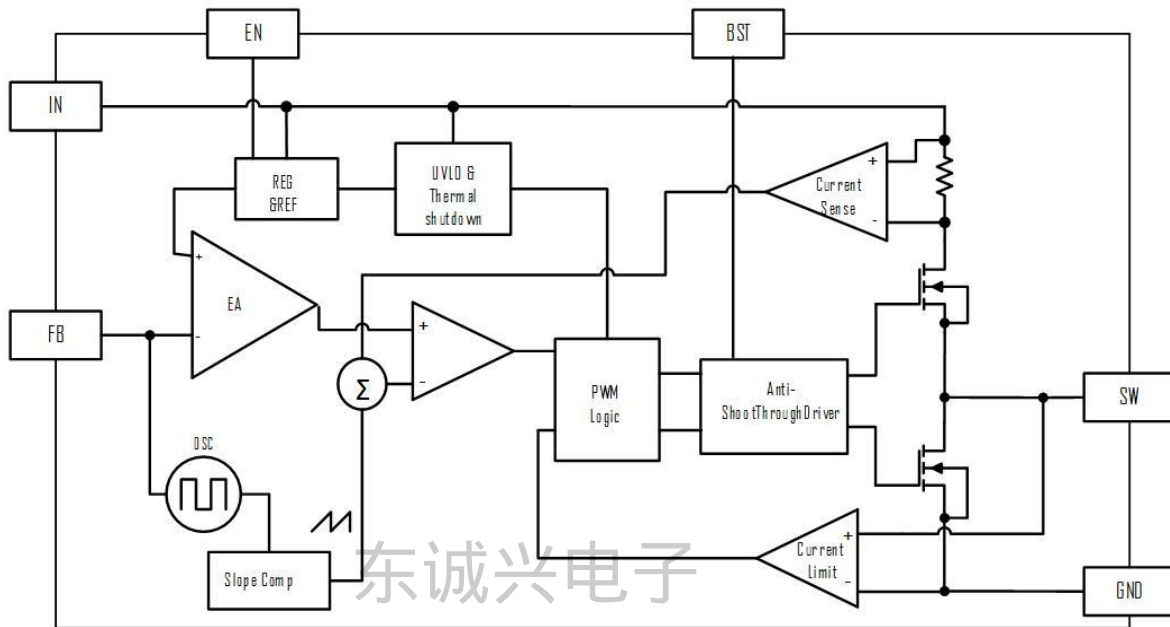 EN
BST
IN
REG
&REF
UVLO &
Thermal
shutdown
+
Current
Sense
-
+
EA
-
FB
+
-
Σ
PWM
Logic
Anti-
ShootThroughDriver
SW
OSC
Slope Comp
+
Current
Limit
-
GND
东诚兴电子